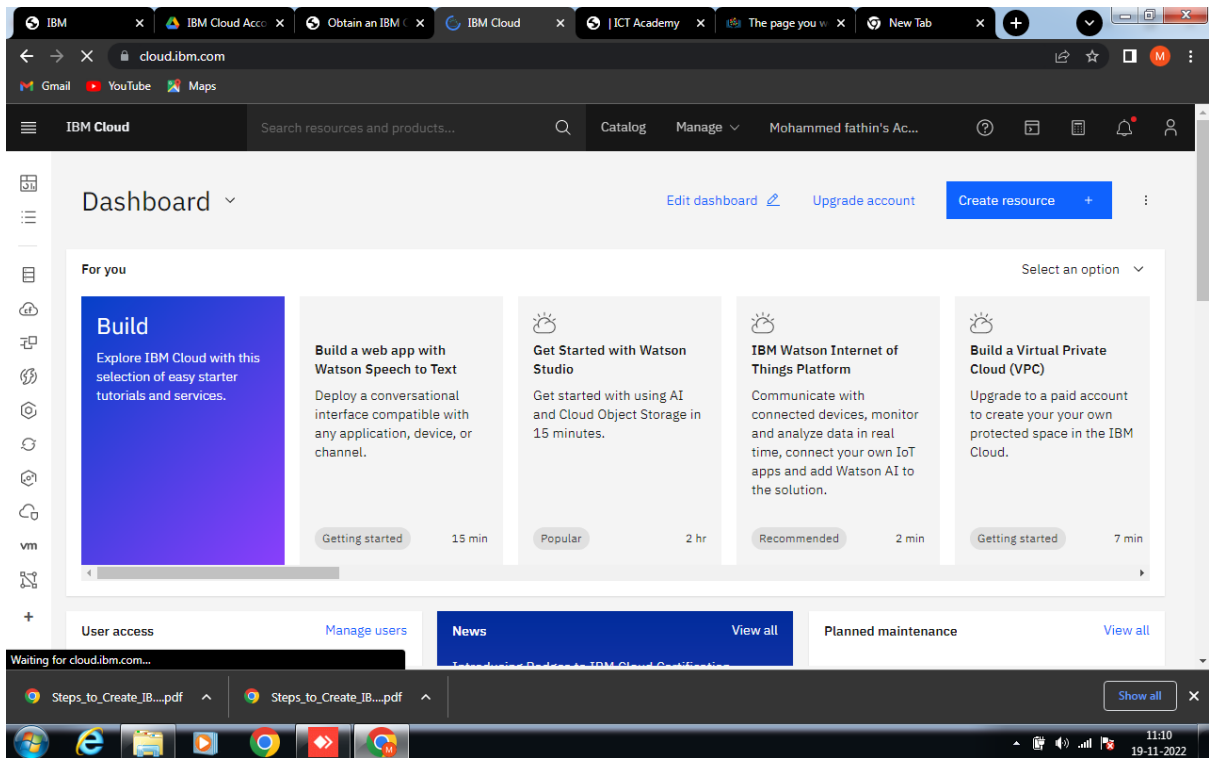 IBM
IBM Cloud Acco
Obtain an IBM C
IBM Cloud
| ICT Academy
The page you w
New Tab
cloud.ibm.com
M
Gmail YouTube Maps
IBM Cloud
Search resources and products...
Catalog
Manage
Mohammed fathin's Ac...
Dashboard
Edit dashboard
Upgrade account
Create resource +
For you
Select an option
Build
Explore IBM Cloud with this
selection of easy starter
tutorials and services.
Build a web app with
Watson Speech to Text
Deploy a conversational
interface compatible with
any application, device, or
channel.
Getting started 15 min
Get Started with Watson
Studio
Get started with using AI
and Cloud Object Storage in
15 minutes.
Popular 2 hr
IBM Watson Internet of
Things Platform
Communicate with
connected devices, monitor
and analyze data in real
time, connect your own IoT
apps and add Watson AI to
the solution.
Recommended 2 min
Build a Virtual Private
Cloud (VPC)
Upgrade to a paid account
to create your your own
protected space in the IBM
Cloud.
Getting started 7 min
cf
vm
User access
Manage users
News
View all
Introducing Badges to IBM Cloud Certification
Planned maintenance
View all
Waiting for cloud.ibm.com...
Steps_to_Create_IB....pdf
Steps_to_Create_IB....pdf
Show all
M
11:10
19-11-2022